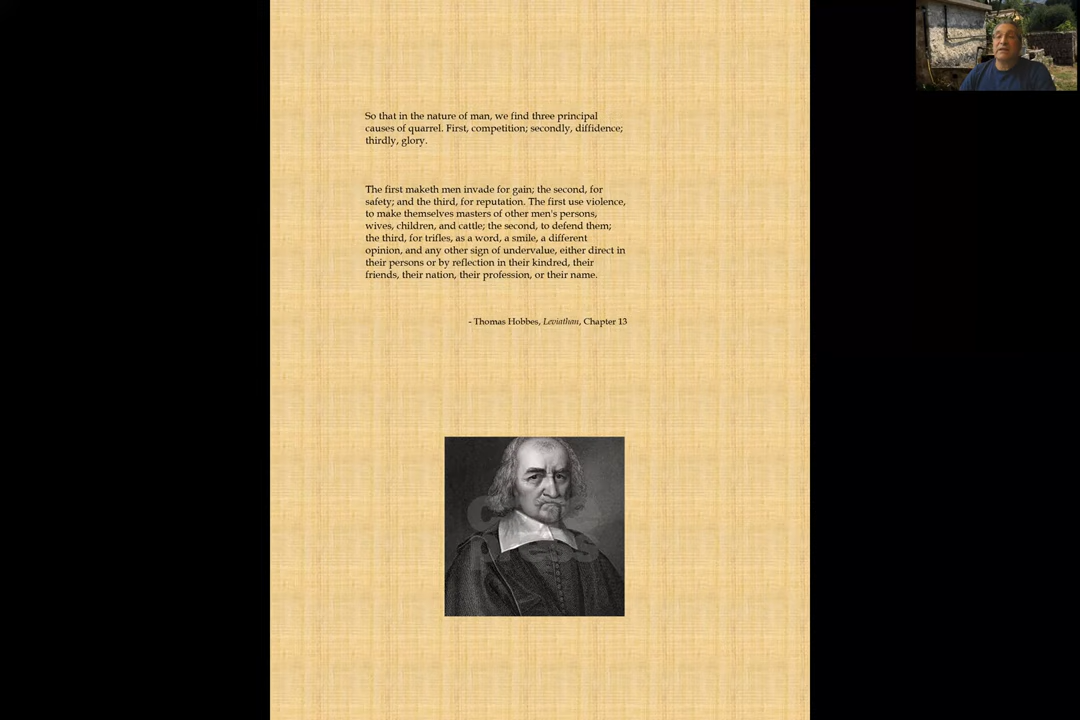 So that in the nature of man, we find three principal
causes of quarrel. First, competition; secondly, diffidence;
thirdly, glory.
The first maketh men invade for gain; the second, for
safety; and the third, for reputation. The first use violence,
to make themselves masters of other men's persons,
wives, children, and cattle; the second, to defend them;
the third, for trifles, as a word, a smile, a different
opinion, and any other sign of undervalue, either direct in
their persons or by reflection in their kindred, their
friends, their nation, their profession, or their name.
- Thomas Hobbes, Leviathan, Chapter 13